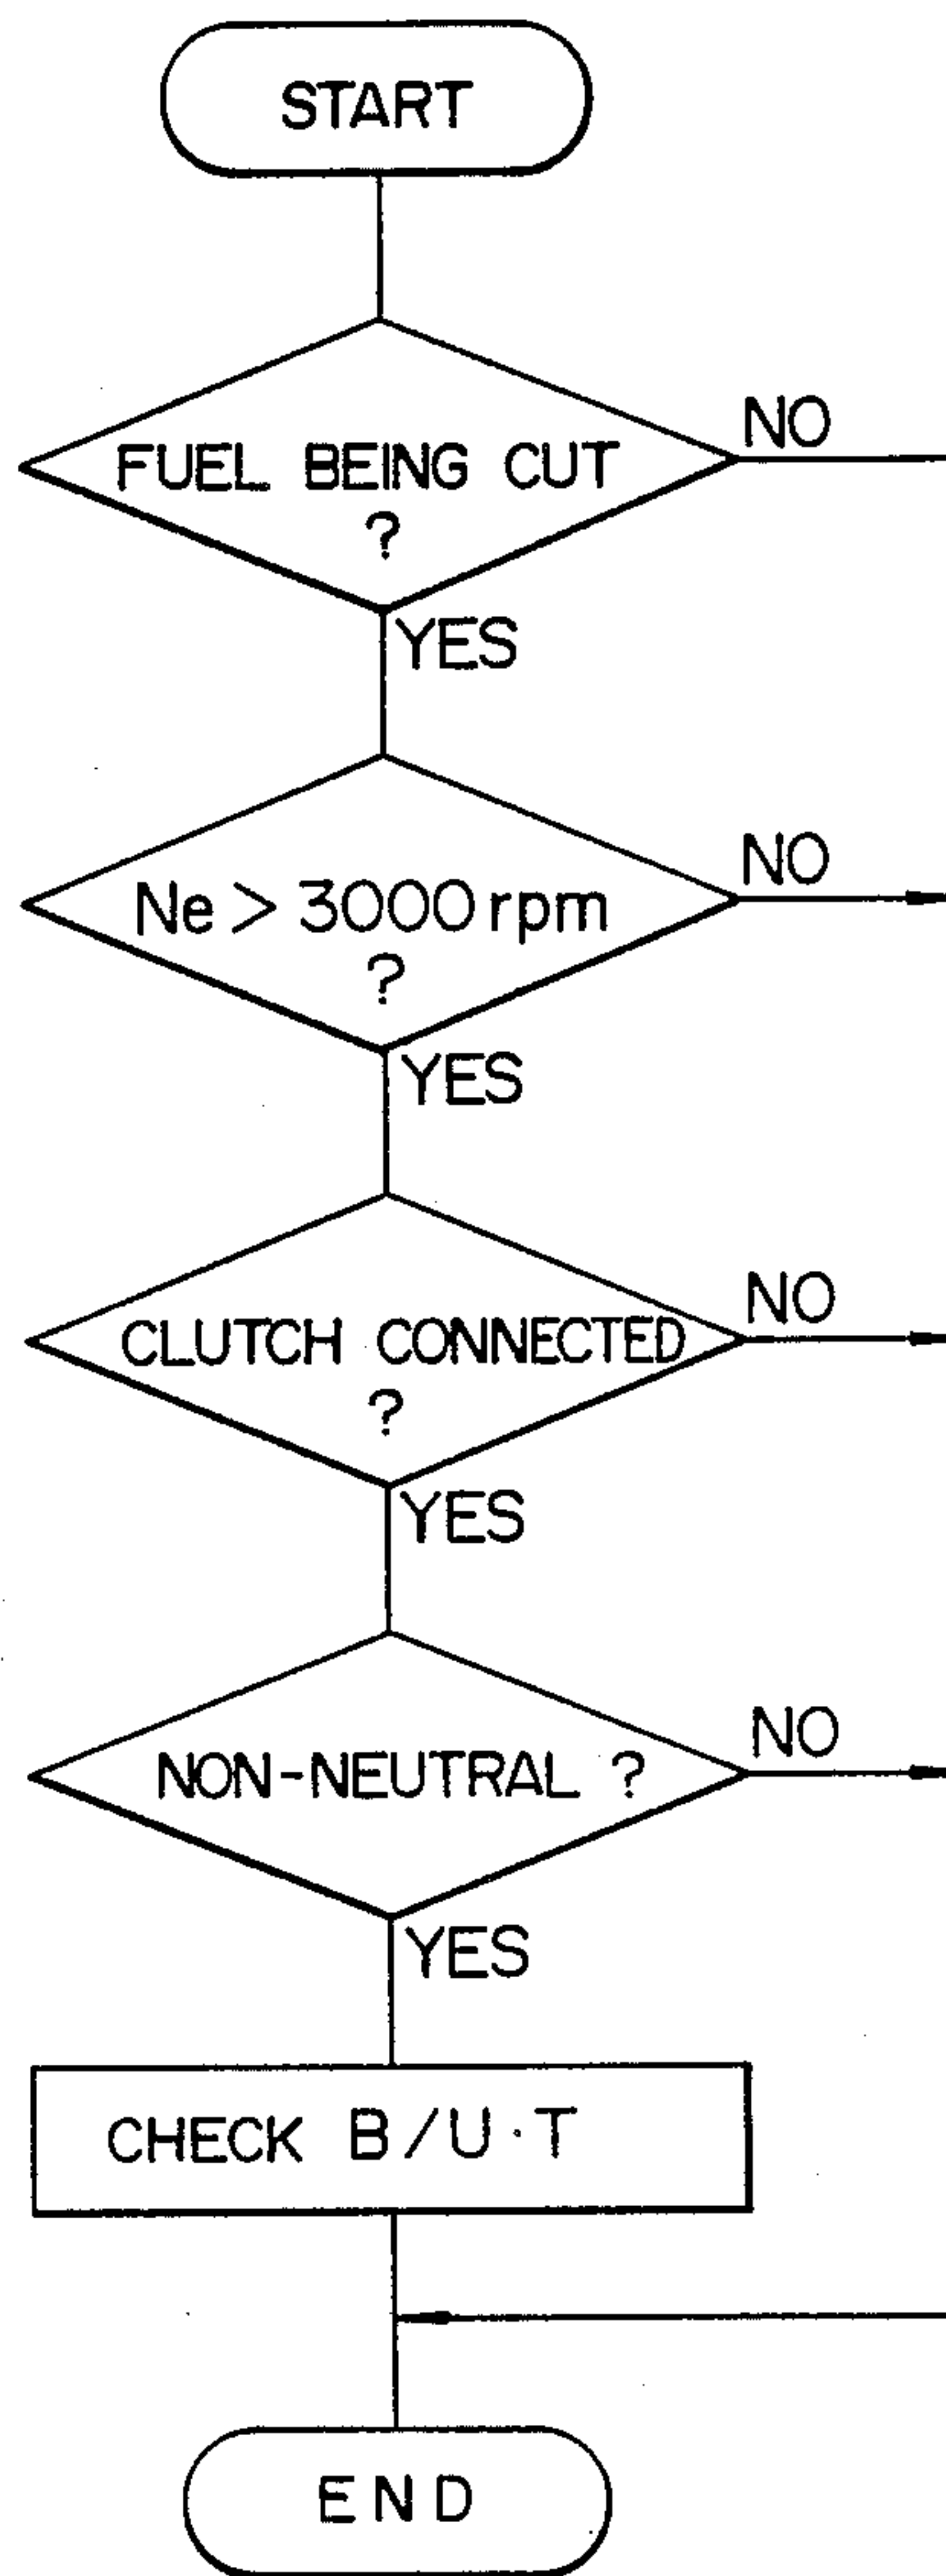 START
FUEL BEING CUT
?
NO
YES
Ne > 3000 rpm
?
NO
YES
CLUTCH CONNECTED
?
NO
YES
NON-NEUTRAL ?
NO
YES
CHECK B/U·T
END